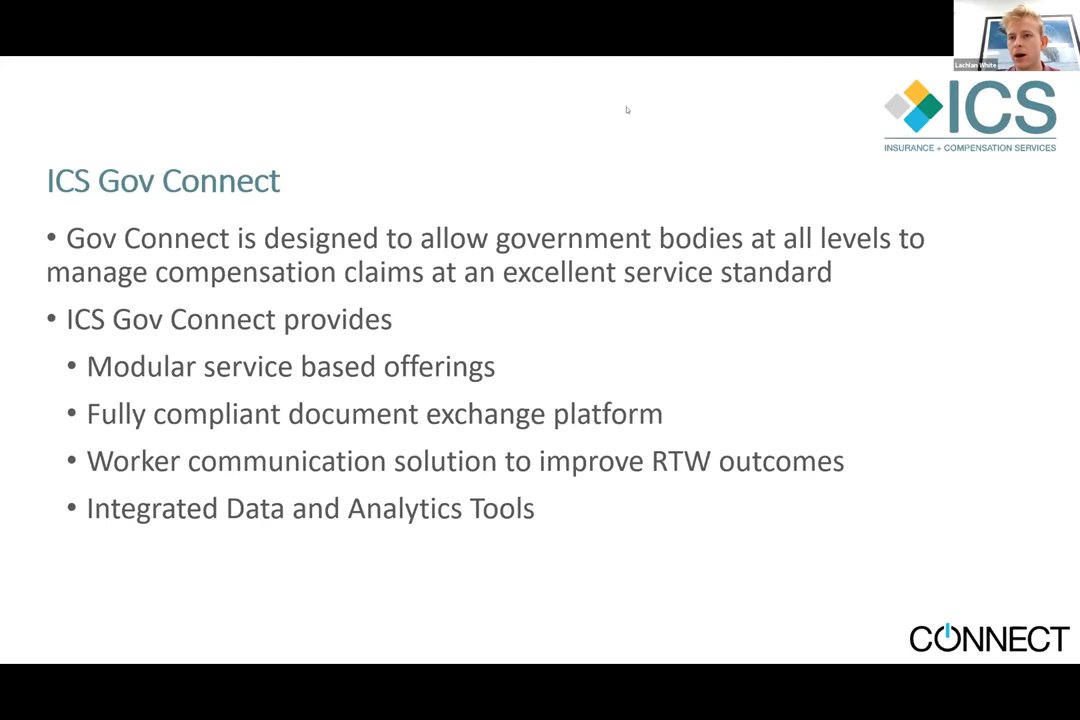 Lachlan White
ICS
INSURANCE + COMPENSATION SERVICES
ICS Gov Connect
• Gov Connect is designed to allow government bodies at all levels to
manage compensation claims at an excellent service standard
• ICS Gov Connect provides
• Modular service based offerings
• Fully compliant document exchange platform
• Worker communication solution to improve RTW outcomes
• Integrated Data and Analytics Tools
CONNECT